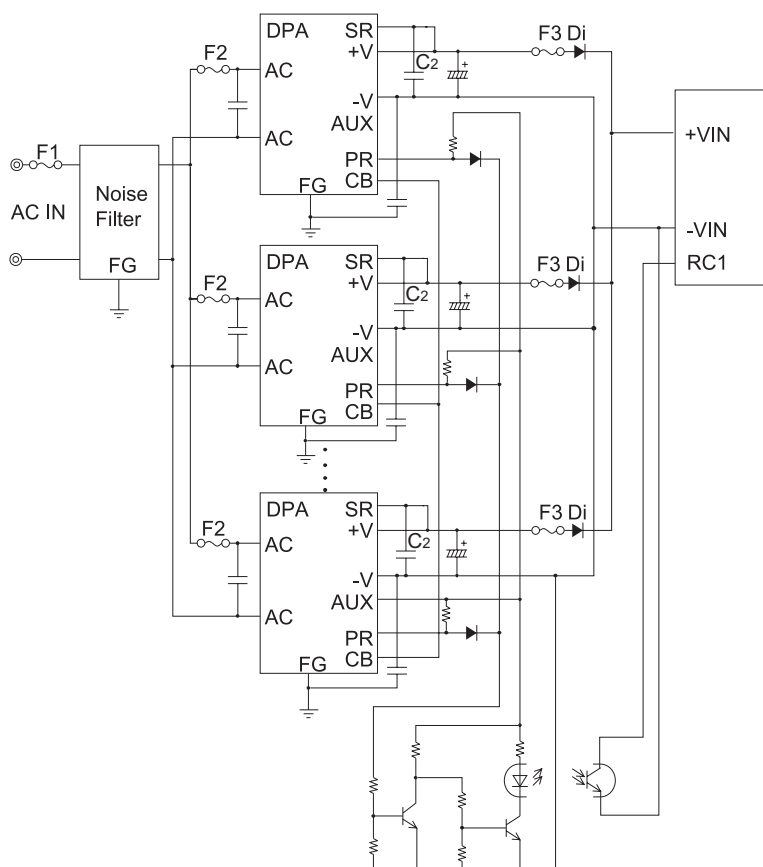 DPA
SR
F2
+V
F3 Di
AC
C2
-V
AUX
AC
PR
CB
FG
F1
AC IN
Noise
Filter
FG
+VIN
-VIN
RC1
DPA
SR
F2
+V
F3 Di
AC
C2
-V
AUX
AC
PR
CB
FG
DPA
SR
F2
+V
F3 Di
AC
C2
-V
AUX
AC
PR
CB
FG